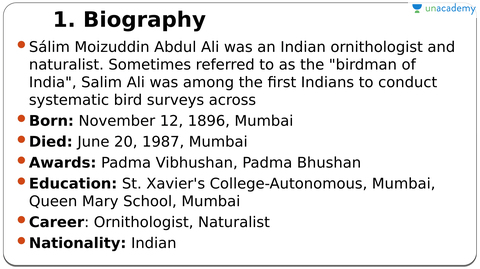 unacademy
1. Biography
Sálim Moizuddin Abdul Ali was an Indian ornithologist and
naturalist. Sometimes referred to as the "birdman of
India", Salim Ali was among the first Indians to conduct
systematic bird surveys across
Born: November 12, 1896, Mumbai
Died: June 20, 1987, Mumbai
Awards: Padma Vibhushan, Padma Bhushan
Education: St. Xavier's College-Autonomous, Mumbai,
Queen Mary School, Mumbai
Career: Ornithologist, Naturalist
Nationality: Indian